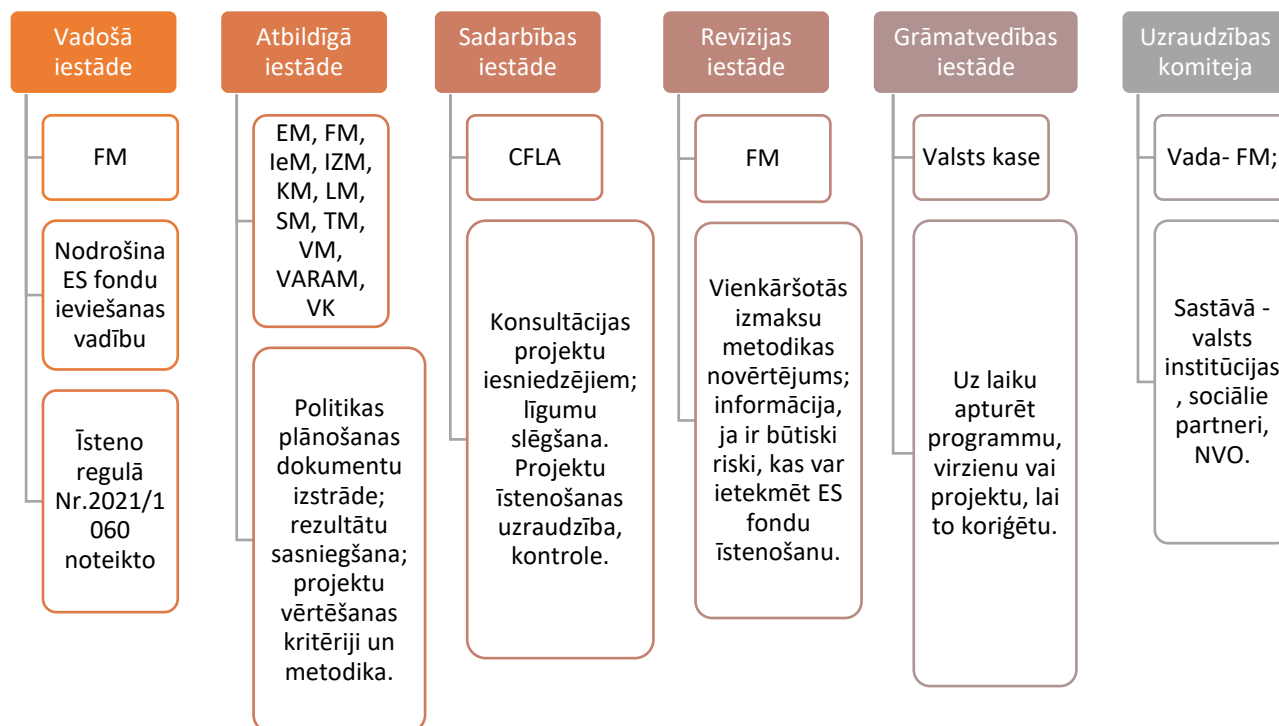 Vadošā
iestāde
FM
Nodrošina
ES fondu
ieviešanas
vadību
Īsteno
regulā
Nr.2021/1
060
noteikto
Atbildīgā
iestāde
EM, FM,
IeM, IZM,
KM, LM,
SM, TM,
VM,
VARAM,
VK
Politikas
plānošanas
dokumentu
izstrāde;
rezultātu
sasniegšana;
projektu
vērtēšanas
kritēriji un
metodika.
Sadarbības
iestāde
CFLA
Konsultācijas
projektu
iesniedzējiem;
līgumu
slēgšana.
Projektu
īstenošanas
uzraudzība,
kontrole.
Revīzijas
iestāde
FM
Vienkāršotās
izmaksu
metodikas
novērtējums;
informācija,
ja ir būtiski
riski, kas var
ietekmēt ES
fondu
īstenošanu.
Grāmatvedības
iestāde
Valsts kase
Uz laiku
apturēt
programmu,
virzienu vai
projektu, lai
to koriģētu.
Uzraudzības
komiteja
Vada- FM;
Sastāvā -
valsts
institūcijas
, sociālie
partneri,
NVO.